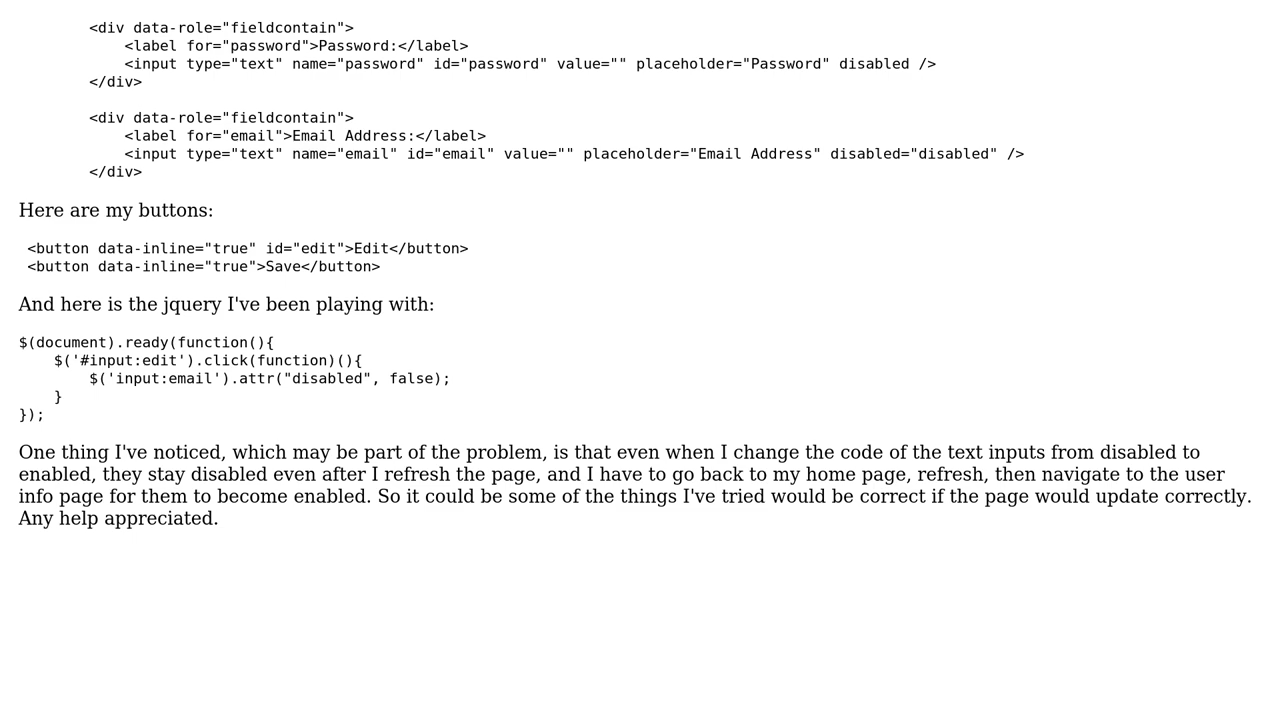 <div data-role="fieldcontain">
<label for="password">Password:</label>
<input type="text" name="password" id="password" value="" placeholder="Password" disabled />
</div>
<div data-role="fieldcontain">
<label for="email">Email Address:</label>
<input type="text" name="email" id="email" value="" placeholder="Email Address" disabled="disabled" />
</div>
Here are my buttons:
<button data-inline="true" id="edit">Edit</button>
<button data-inline="true">Save</button>
And here is the jquery I've been playing with:
$(document).ready(function(){
$('#input:edit').click(function)(){
$('input:email').attr("disabled", false);
}
});
One thing I've noticed, which may be part of the problem, is that even when I change the code of the text inputs from disabled to
enabled, they stay disabled even after I refresh the page, and I have to go back to my home page, refresh, then navigate to the user
info page for them to become enabled. So it could be some of the things I've tried would be correct if the page would update correctly.
Any help appreciated.